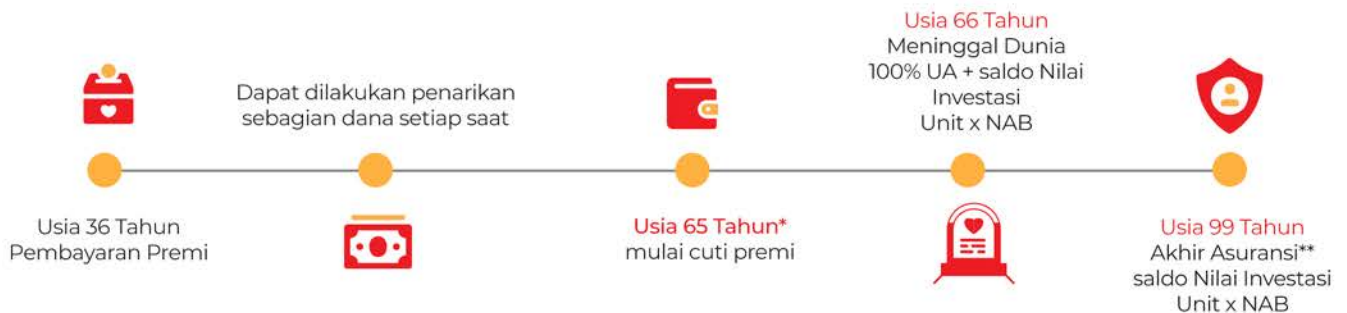 Usia 36 Tahun
Pembayaran Premi
Dapat dilakukan penarikan
sebagian dana setiap saat
Usia 65 Tahun*
mulai cuti premi
Usia 66 Tahun
Meninggal Dunia
100% UA + saldo Nilai
Investasi
Unit x NAB
Usia 99 Tahun
Akhir Asuransi**
saldo Nilai Investasi
Unit x NAB